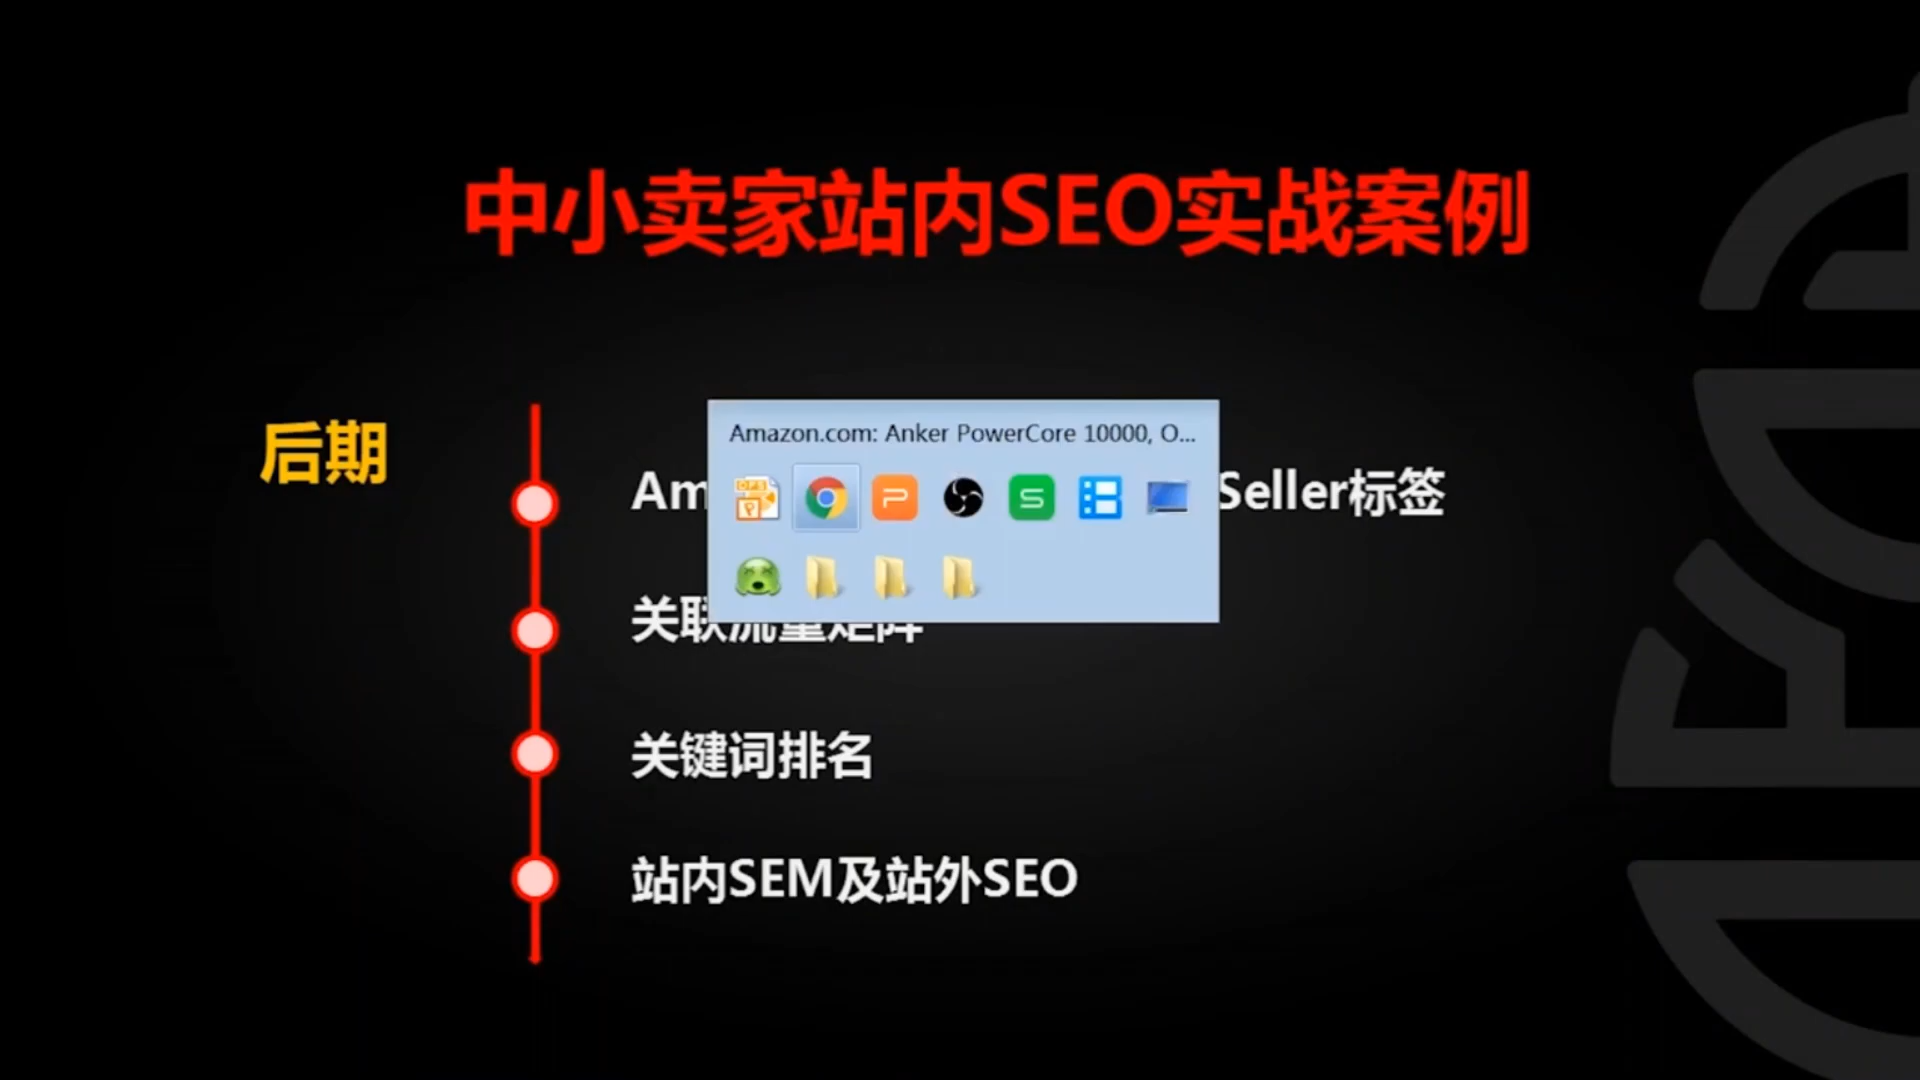 中小卖家站内SEO实战案例
后期
Amazon.com: Anker PowerCore 10000, O...
Seller标签
关联流量矩阵
关键词排名
站内SEM及站外SEO